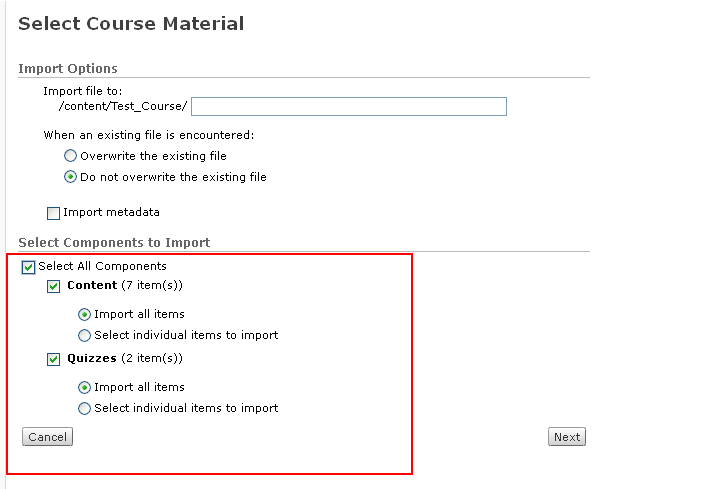 Select Course Material
Import Options
Import file to:
/content/Test_Course/
When an existing file is encountered:
Overwrite the existing file
Do not overwrite the existing file
Import metadata
Select Components to Import
Select All Components
Content (7 item(s))
Import all items
Select individual items to import
Quizzes (2 item(s))
Import all items
Select individual items to import
Cancel Next